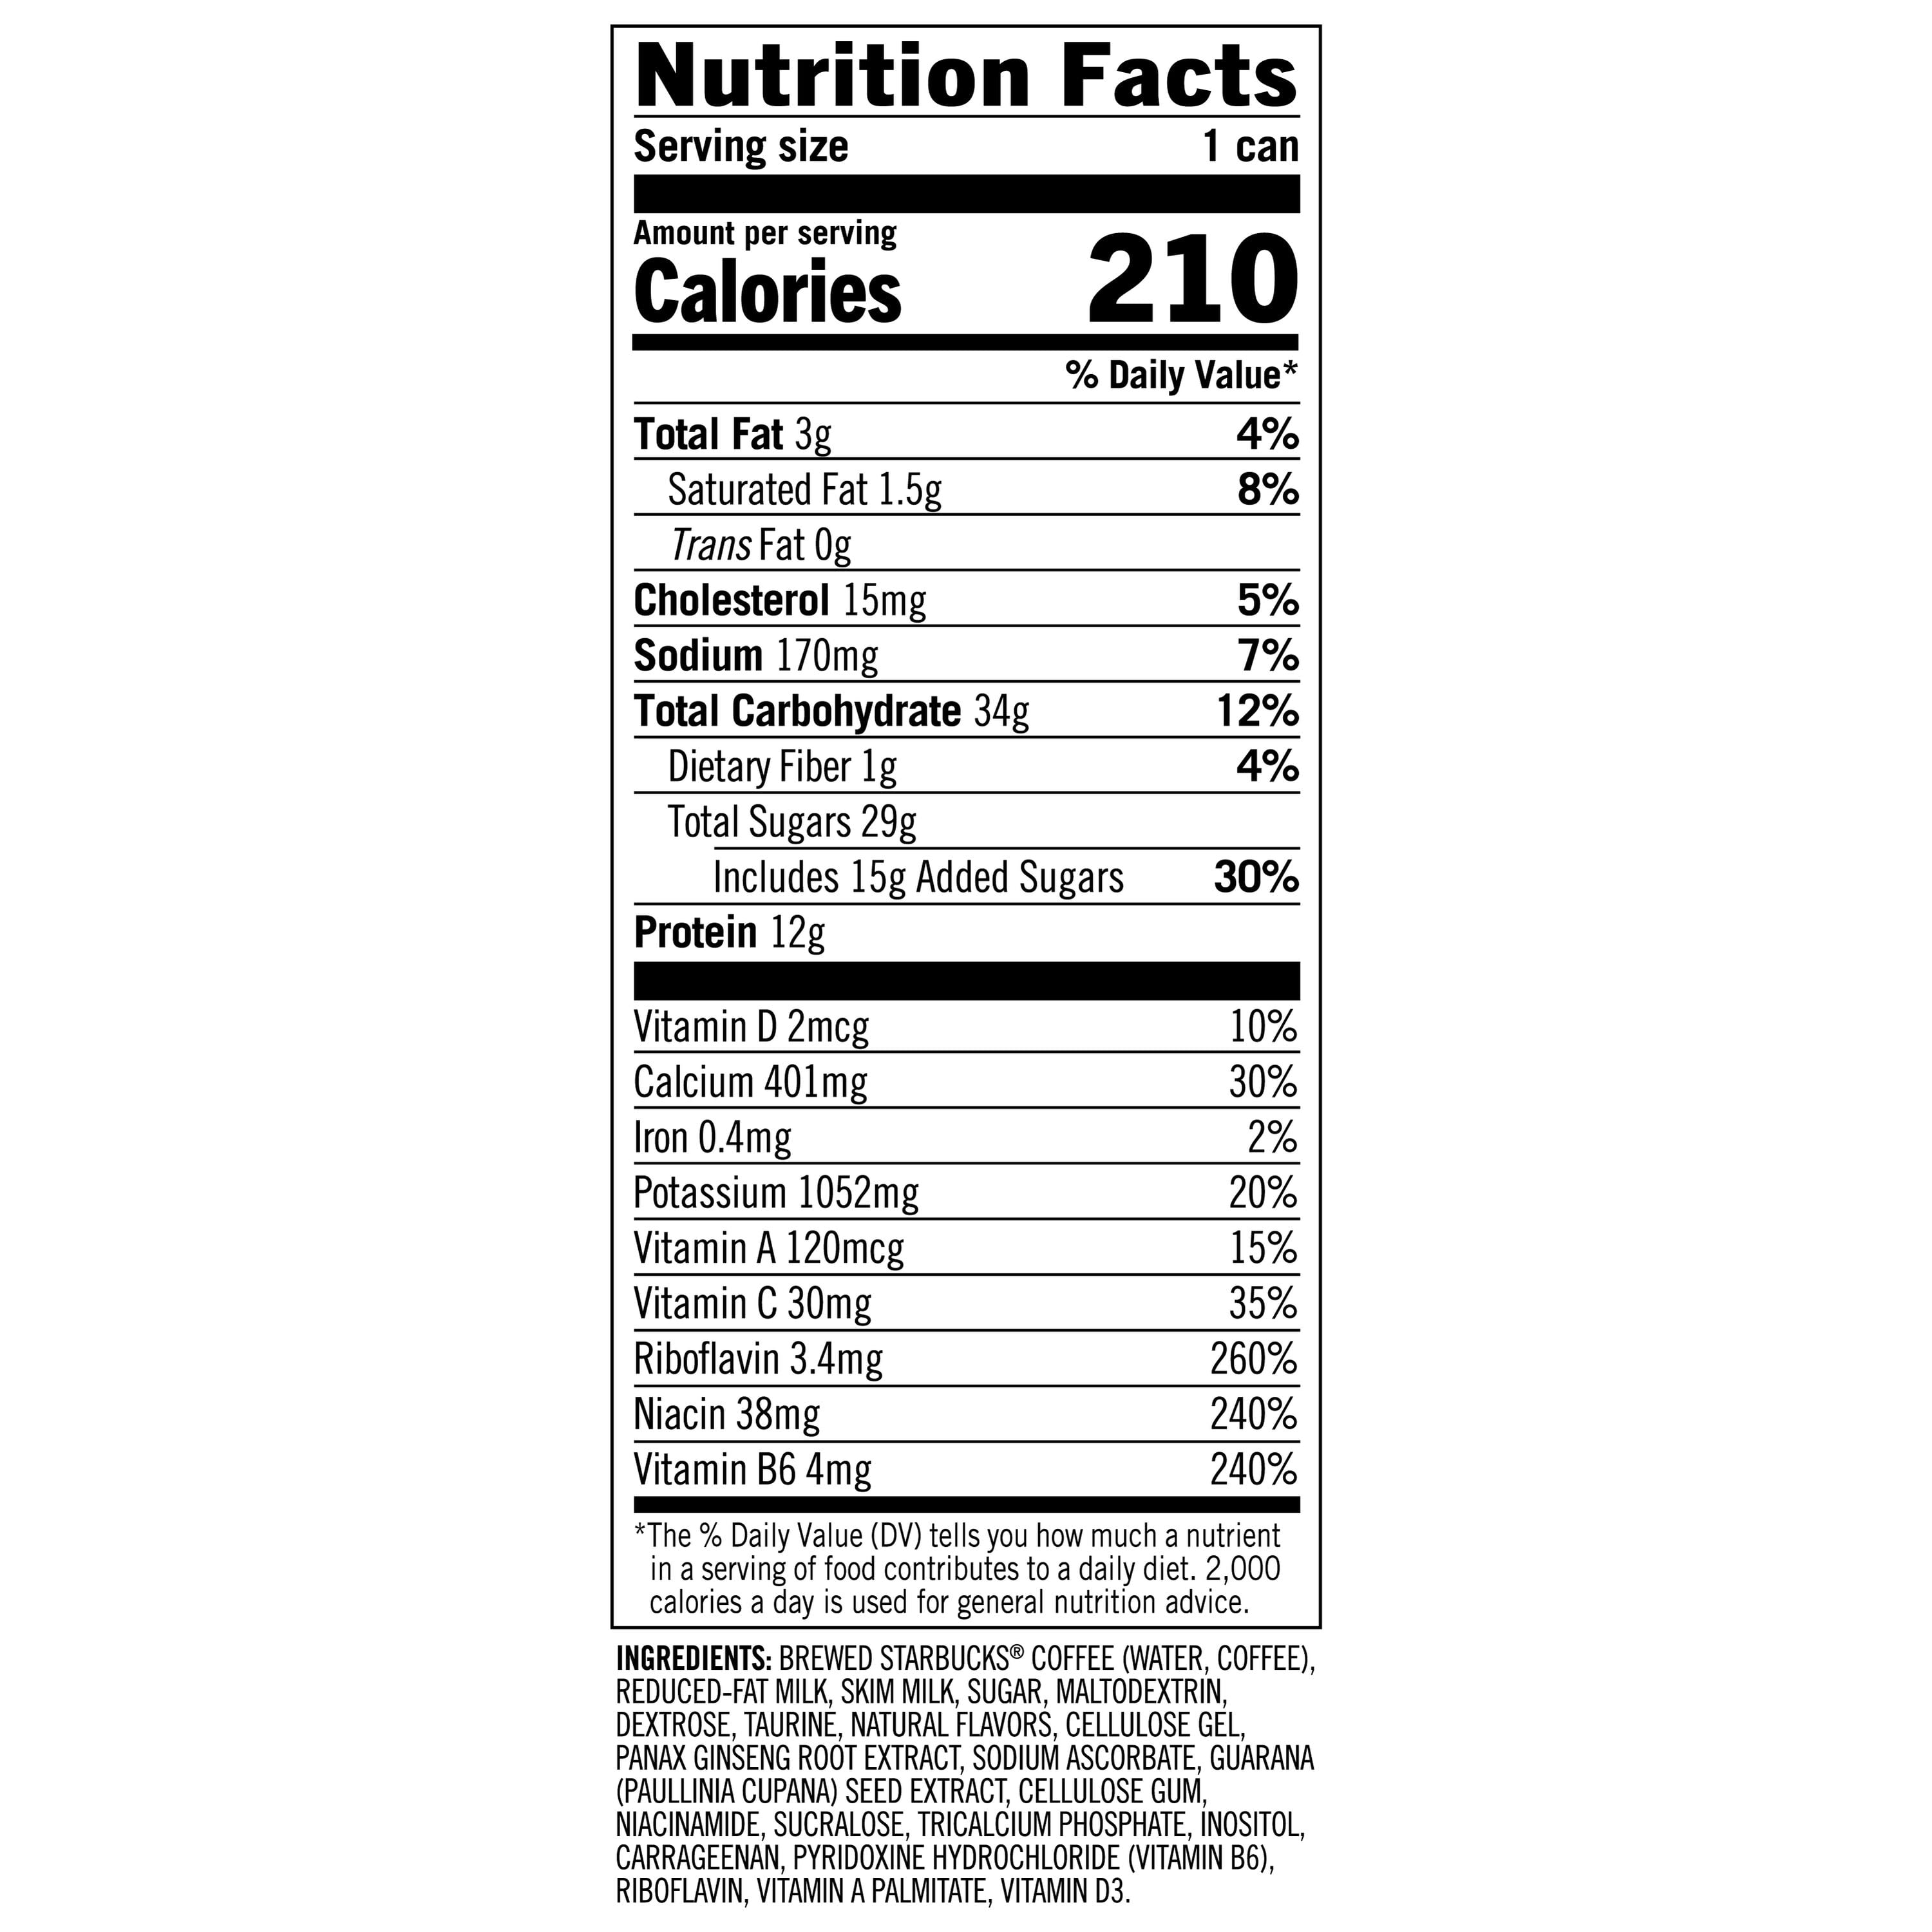 Nutrition Facts
Serving size 1 can
Amount per serving
Calories 210
% Daily Value*
Total Fat 3g 4%
Saturated Fat 1.5g 8%
Trans Fat 0g
Cholesterol 15mg 5%
Sodium 170mg 7%
Total Carbohydrate 34g 12%
Dietary Fiber 1g 4%
Total Sugars 29g
Includes 15g Added Sugars 30%
Protein 12g
Vitamin D 2mcg 10%
Calcium 401mg 30%
Iron 0.4mg 2%
Potassium 1052mg 20%
Vitamin A 120mcg 15%
Vitamin C 30mg 35%
Riboflavin 3.4mg 260%
Niacin 38mg 240%
Vitamin B6 4mg 240%
*The % Daily Value (DV) tells you how much a nutrient
in a serving of food contributes to a daily diet. 2,000
calories a day is used for general nutrition advice.
INGREDIENTS: BREWED STARBUCKS® COFFEE (WATER, COFFEE),
REDUCED-FAT MILK, SKIM MILK, SUGAR, MALTODEXTRIN,
DEXTROSE, TAURINE, NATURAL FLAVORS, CELLULOSE GEL,
PANAX GINSENG ROOT EXTRACT, SODIUM ASCORBATE, GUARANA
(PAULLINIA CUPANA) SEED EXTRACT, CELLULOSE GUM,
NIACINAMIDE, SUCRALOSE, TRICALCIUM PHOSPHATE, INOSITOL,
CARRAGEENAN, PYRIDOXINE HYDROCHLORIDE (VITAMIN B6),
RIBOFLAVIN, VITAMIN A PALMITATE, VITAMIN D3.